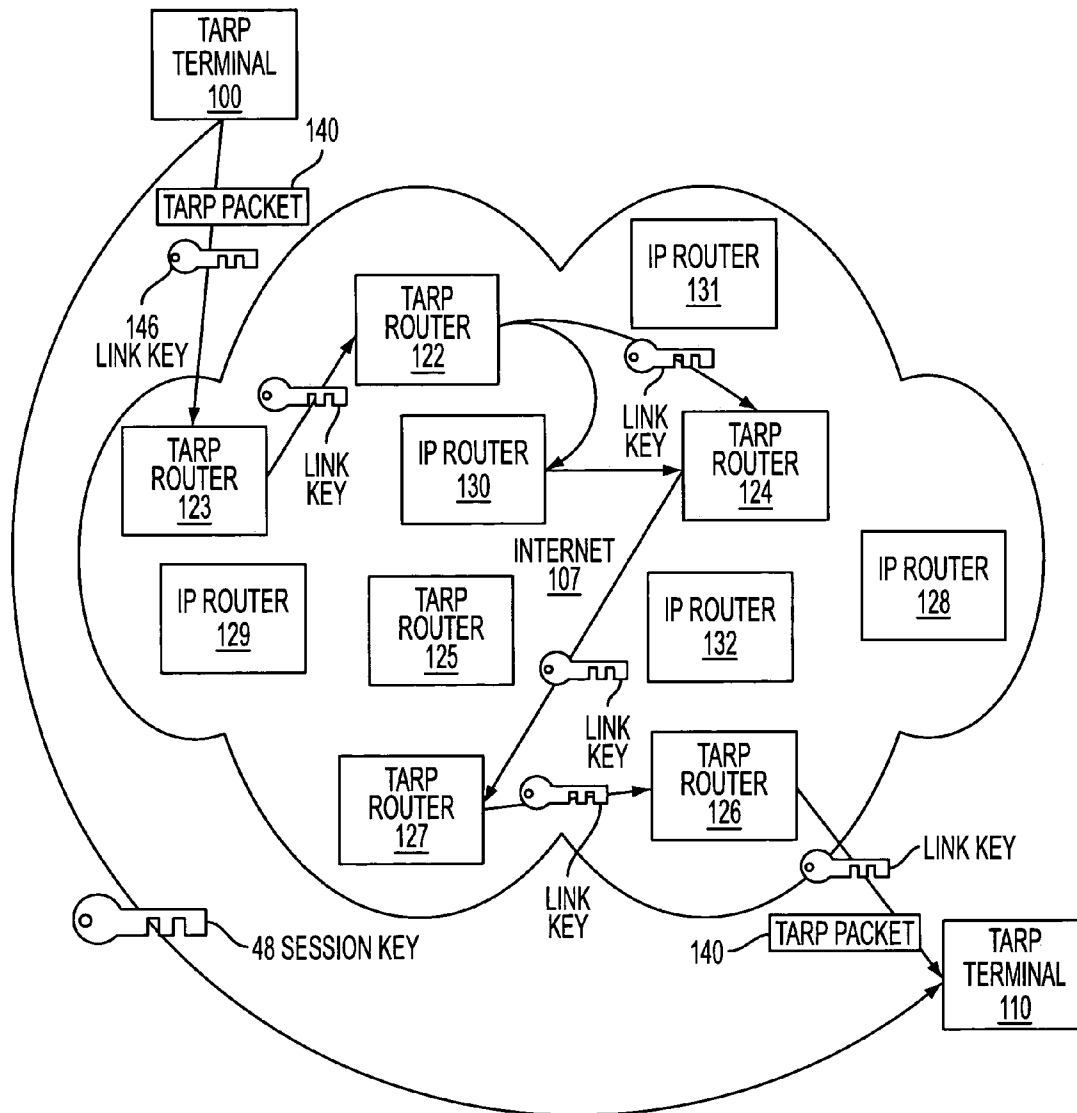 TARP
TERMINAL
100
140
TARP PACKET
146
LINK KEY
IP ROUTER
131
TARP
ROUTER
122
LINK
KEY
LINK
KEY
TARP
ROUTER
123
IP ROUTER
130
TARP
ROUTER
124
INTERNET
107
IP ROUTER
129
TARP
ROUTER
125
IP ROUTER
132
IP ROUTER
128
LINK
KEY
TARP
ROUTER
127
TARP
ROUTER
126
LINK
KEY
LINK KEY
48 SESSION KEY
140
TARP PACKET
TARP
TERMINAL
110